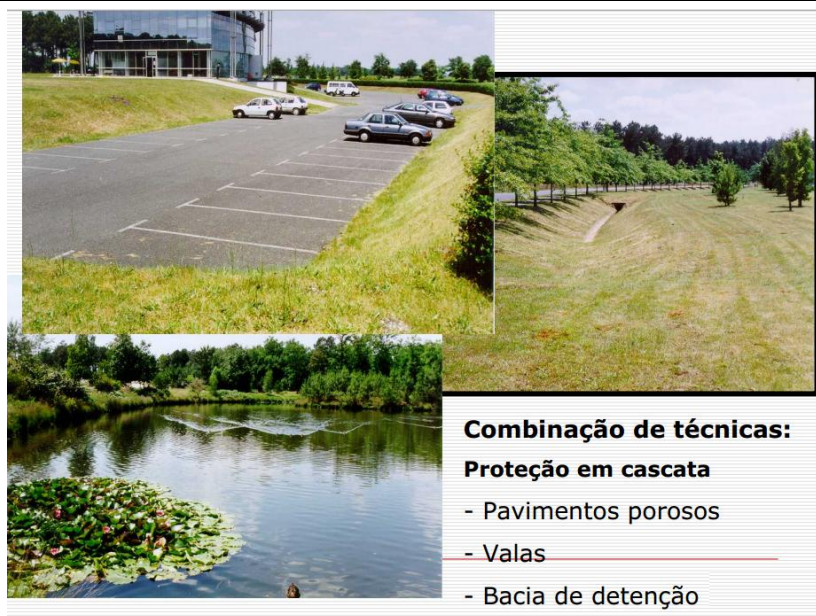 Combinação de técnicas:
Proteção em cascata
- Pavimentos porosos
- Valas
- Bacia de detenção